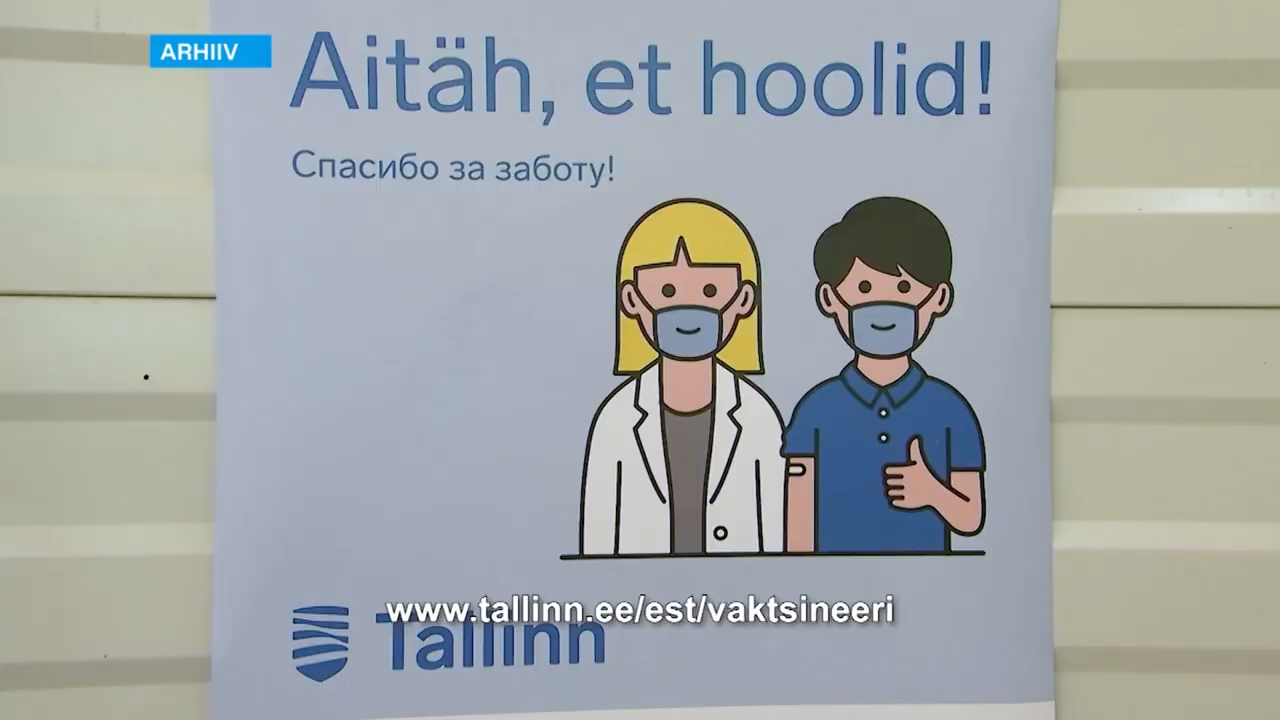 ARHIIV
Aitäh, et hoolid!
Спасибо за заботу!
www.tallinn.ee/est/vaktsineeri
Tallinn